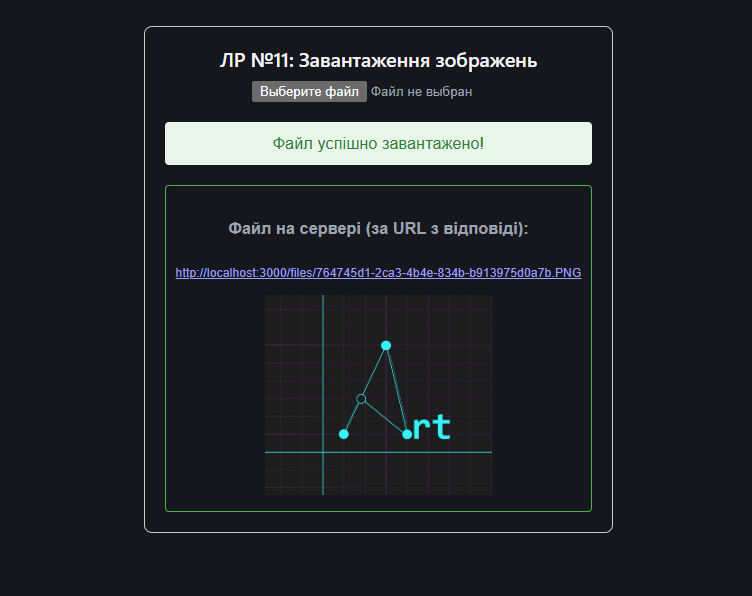 ЛР №11: Завантаження зображень
Выберите файл Файл не выбран
Файл успішно завантажено!
Файл на сервері (за URL з відповіді):
http://localhost:3000/files/764745d1-2ca3-4b4e-834b-b913975d0a7b.PNG
rt